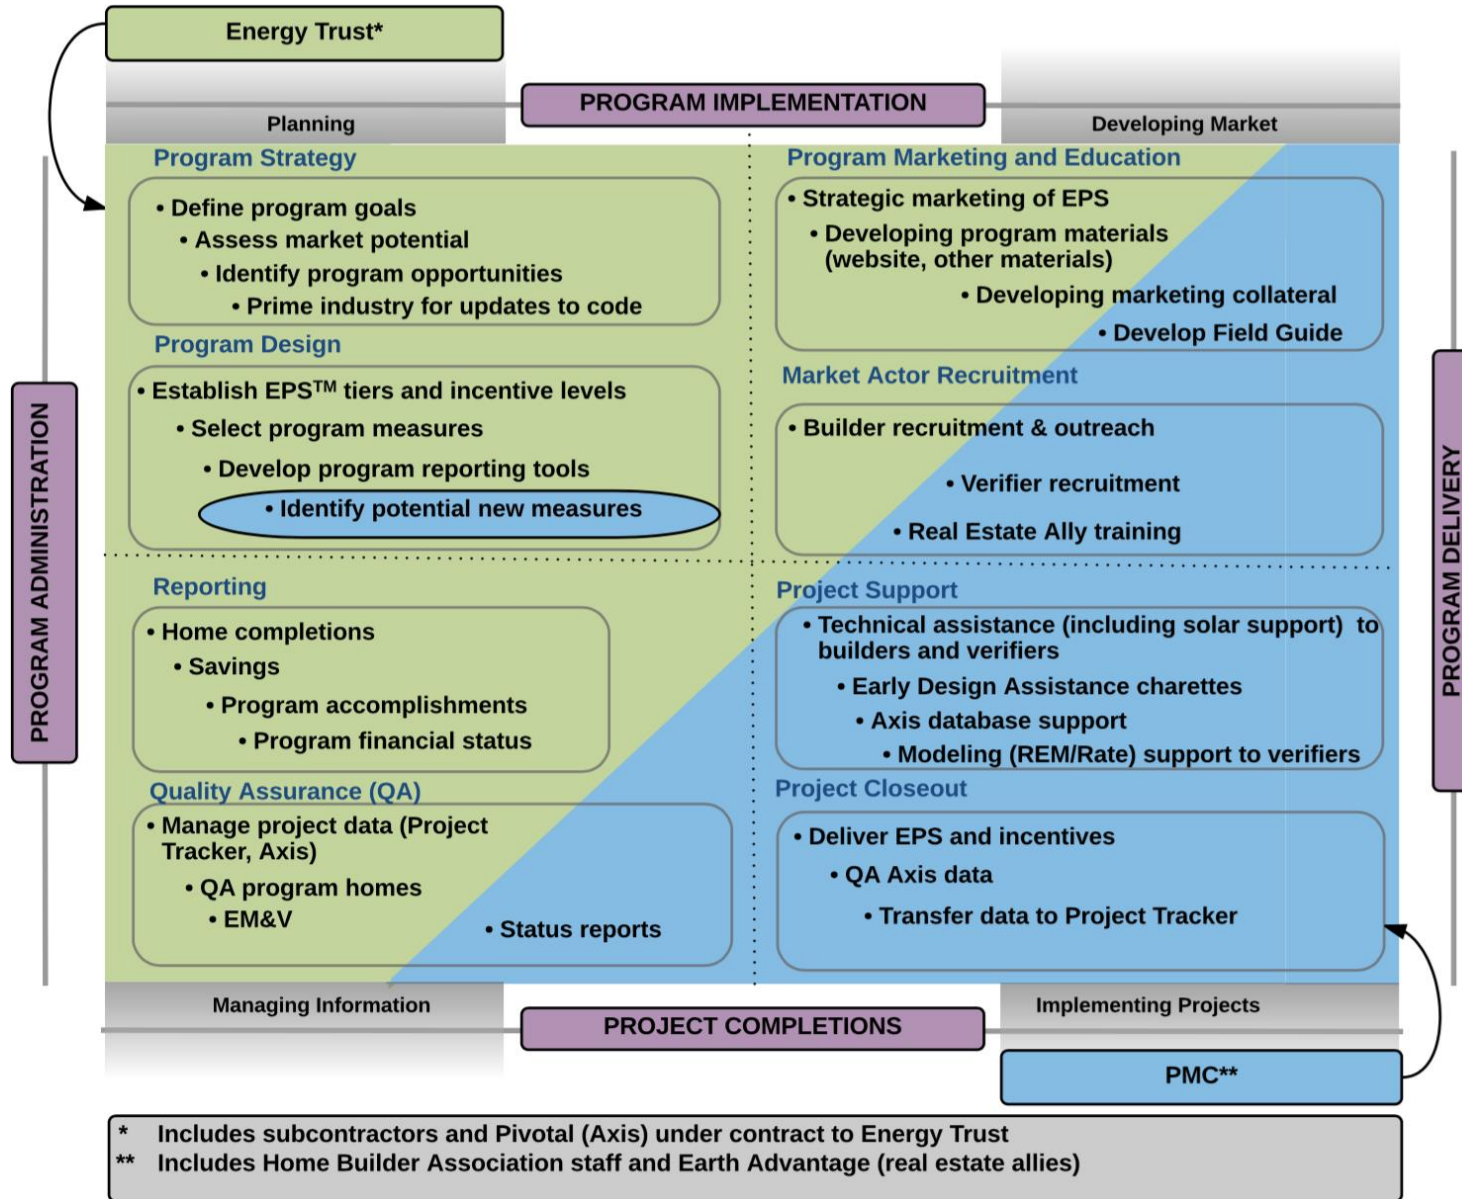 Energy Trust*
PROGRAM IMPLEMENTATION
Planning
Developing Market
PROGRAM ADMINISTRATION
Program Strategy
• Define program goals
• Assess market potential
• Identify program opportunities
• Prime industry for updates to code
Program Design
• Establish EPS™ tiers and incentive levels
• Select program measures
• Develop program reporting tools
• Identify potential new measures
Program Marketing and Education
• Strategic marketing of EPS
• Developing program materials
(website, other materials)
• Developing marketing collateral
• Develop Field Guide
Market Actor Recruitment
• Builder recruitment & outreach
• Verifier recruitment
• Real Estate Ally training
PROGRAM DELIVERY
Reporting
• Home completions
• Savings
• Program accomplishments
• Program financial status
Quality Assurance (QA)
• Manage project data (Project
Tracker, Axis)
• QA program homes
• EM&V
• Status reports
Project Support
• Technical assistance (including solar support) to
builders and verifiers
• Early Design Assistance charettes
• Axis database support
• Modeling (REM/Rate) support to verifiers
Project Closeout
• Deliver EPS and incentives
• QA Axis data
• Transfer data to Project Tracker
Managing Information
Implementing Projects
PROJECT COMPLETIONS
PMC**
* Includes subcontractors and Pivotal (Axis) under contract to Energy Trust
** Includes Home Builder Association staff and Earth Advantage (real estate allies)